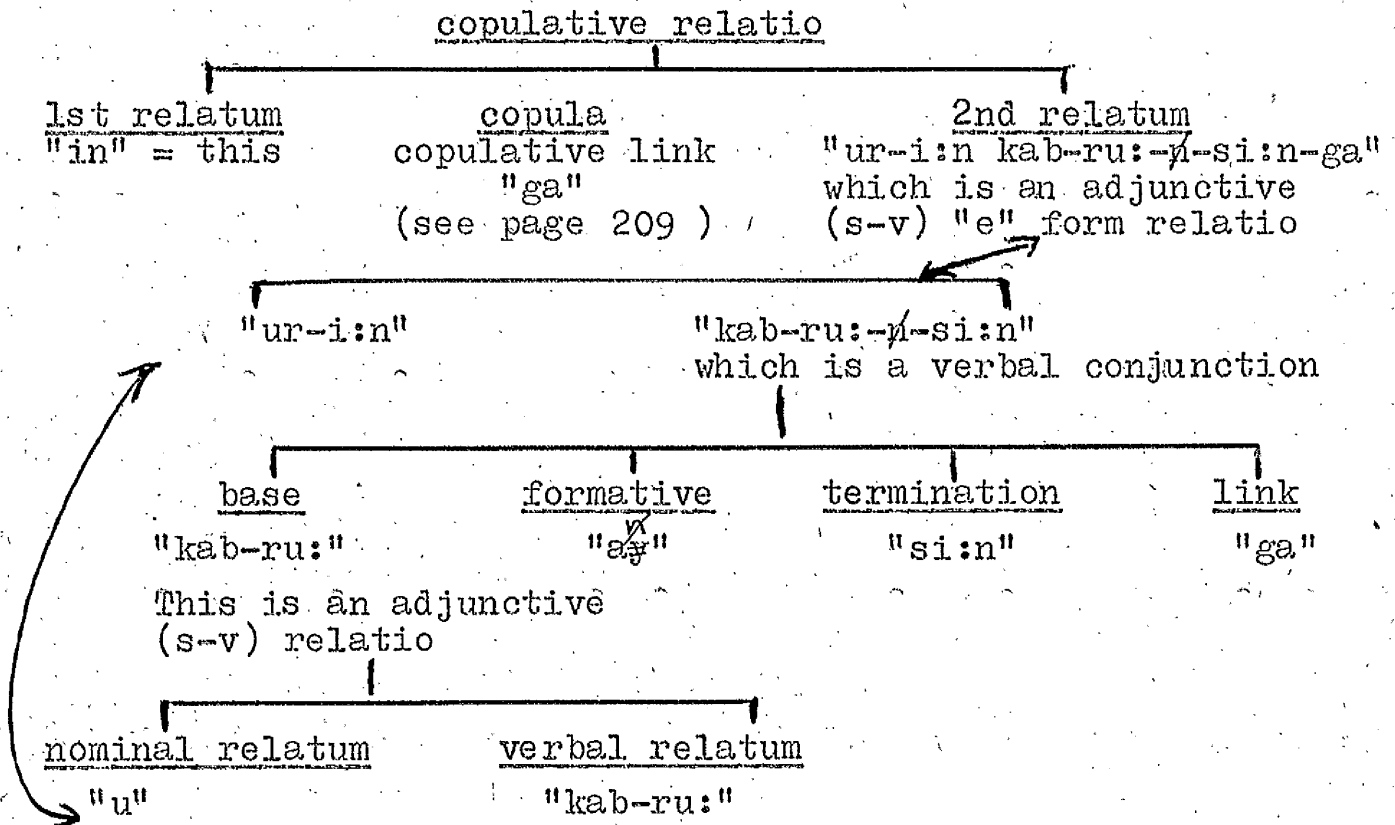 copulative relatio
1st relatum copula 2nd relatum
"in" = this copulative link "ur-i:n kab-ru:-n-si:n-ga"
"ga" which is an adjunctive
(see page 209 ) (s-v) "e" form relatio
"ur-i:n" "kab-ru:-n-si:n"
which is a verbal conjunction
base formative termination link
"kab-ru:" "an" "si:n" "ga"
This is an adjunctive
(s-v) relatio
nominal relatum verbal relatum
"u" "kab-ru:"